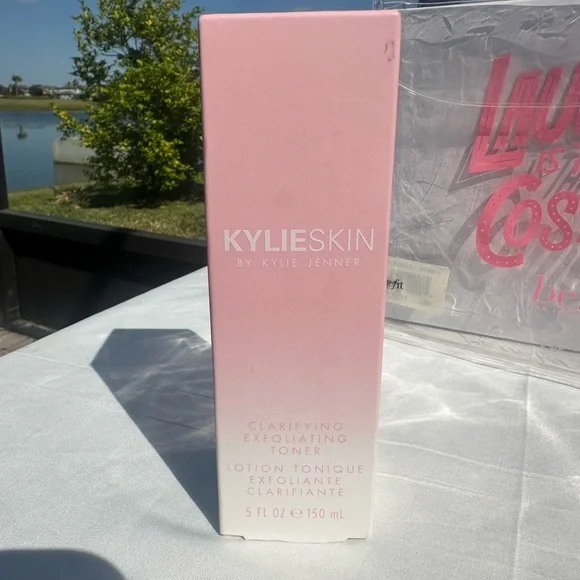 KYLIESKIN
BY KYLIE JENNER
CLARIFYING
EXFOLIATING
TONER
LOTION TONIQUE
EXFOLIANTE
CLARIFIANTE
5 FL OZ ℮ 150 mL